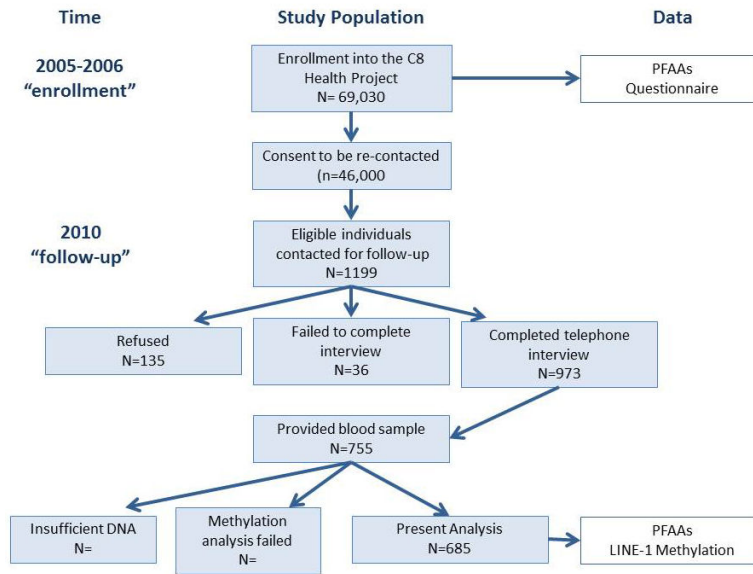 Time
Study Population
Data
2005-2006
“enrollment”
Enrollment into the C8
Health Project
N= 69,030
PFAAs
Questionnaire
Consent to be re-contacted
(n=46,000
2010
“follow-up”
Eligible individuals
contacted for follow-up
N=1199
Refused
N=135
Failed to complete
interview
N=36
Completed telephone
interview
N=973
Provided blood sample
N=755
Insufficient DNA
N=
Methylation
analysis failed
N=
Present Analysis
N=685
PFAAs
LINE-1 Methylation